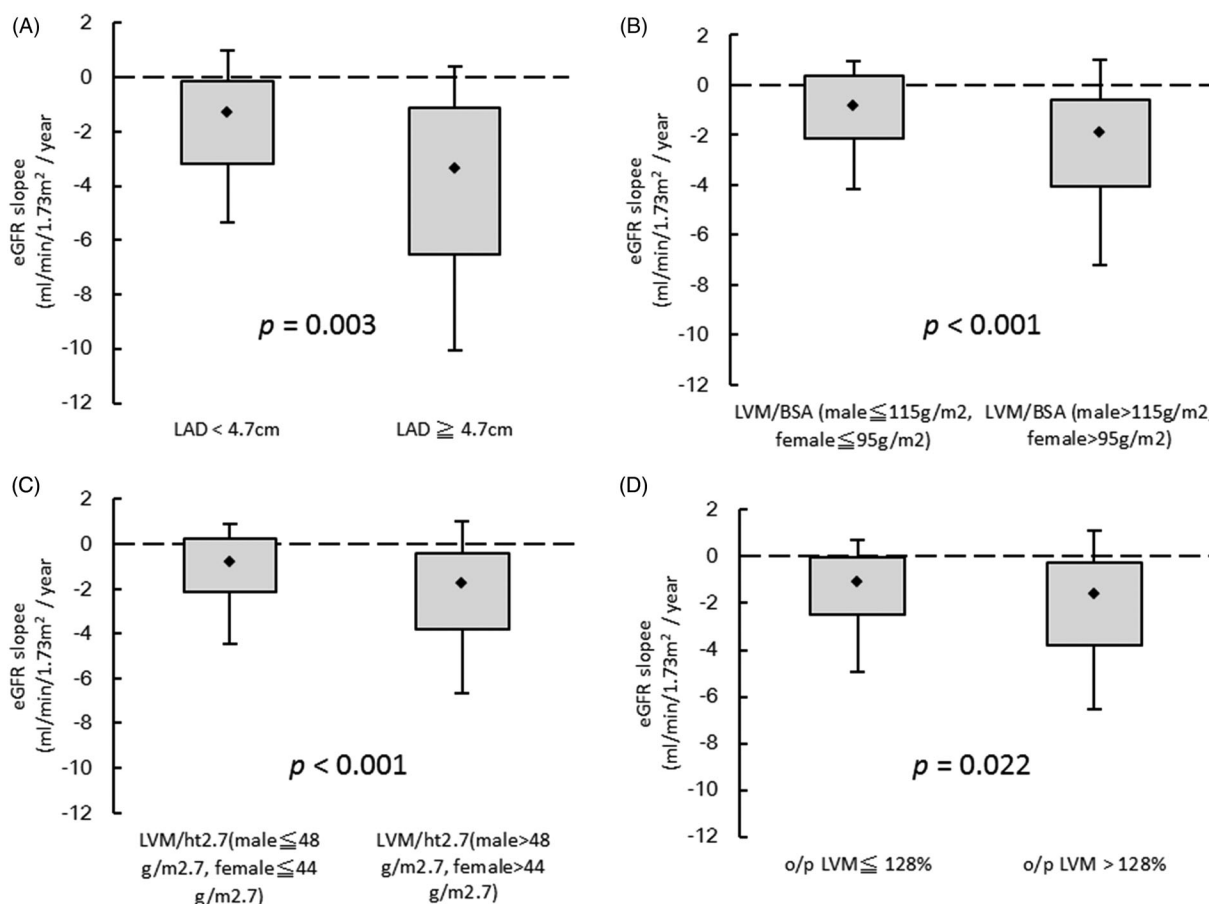 (A)
2
0
-2
-4
-6
-8
-10
-12
eGFR slopee
(ml/min/1.73m² / year
p = 0.003
LAD < 4.7cm
LAD ≧ 4.7cm
(B)
2
0
-2
-4
-6
-8
-10
-12
eGFR slopee
(ml/min/1.73m² / year
p < 0.001
LVM/BSA (male≦115g/m2,
female≦95g/m2)
LVM/BSA (male>115g/m2,
female>95g/m2)
(C)
2
0
-2
-4
-6
-8
-10
-12
eGFR slopee
(ml/min/1.73m² / year
p < 0.001
LVM/ht2.7(male≦48
g/m2.7, female≦44
g/m2.7)
LVM/ht2.7(male>48
g/m2.7, female>44
g/m2.7)
(D)
2
0
-2
-4
-6
-8
-10
-12
eGFR slopee
(ml/min/1.73m² / year
p = 0.022
o/p LVM≦ 128%
o/p LVM > 128%